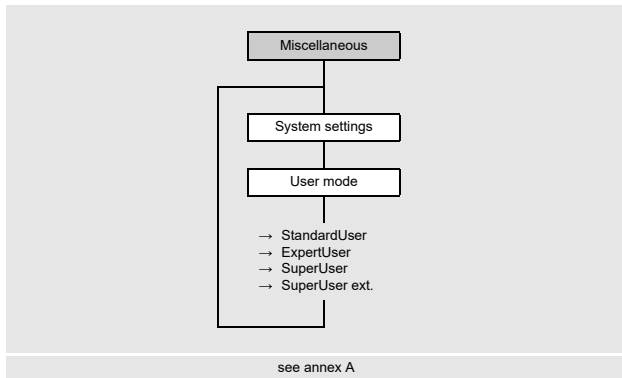 Miscellaneous
System settings
User mode
→ StandardUser
→ ExpertUser
→ SuperUser
→ SuperUser ext.
see annex A